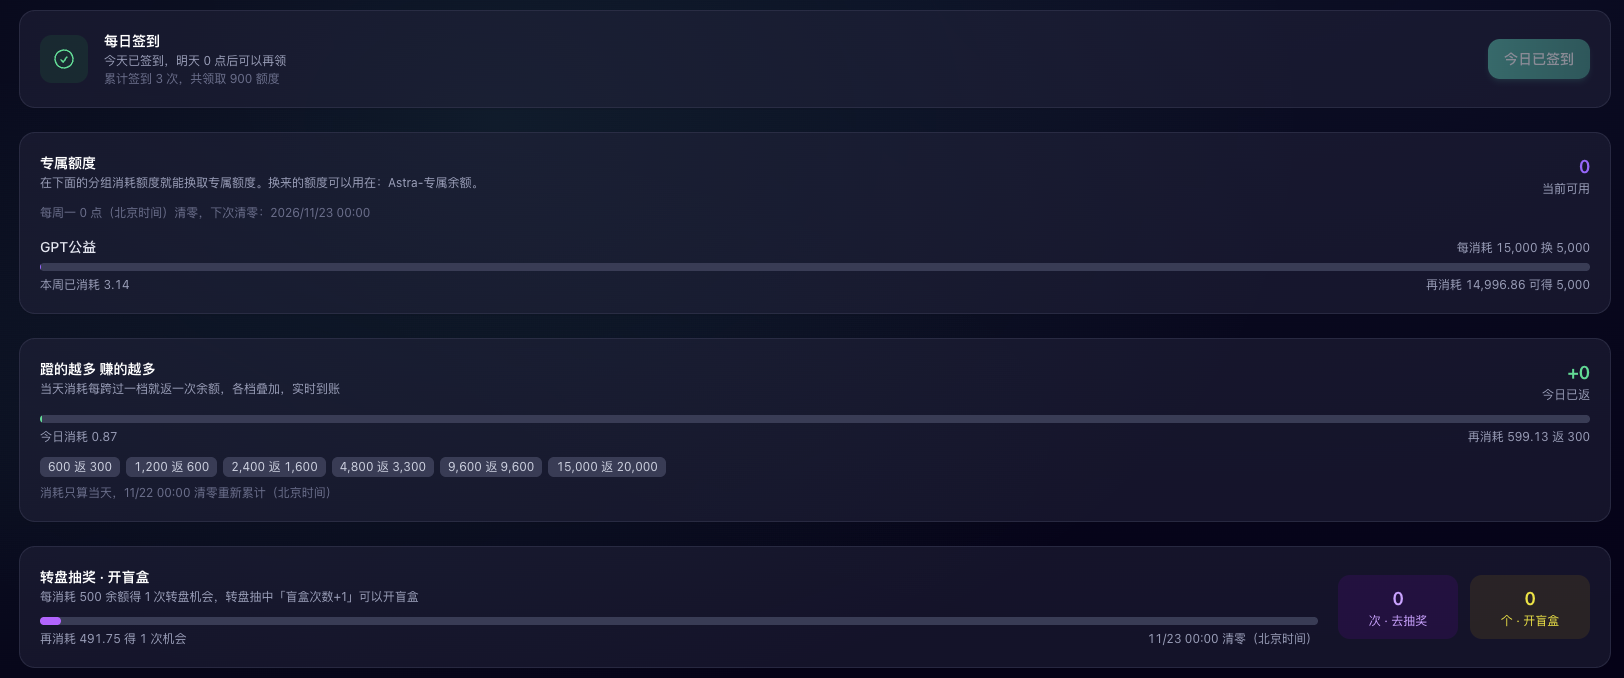 每日签到
今天已签到，明天 0 点后可以再领
累计签到 3 次，共领取 900 额度
今日已签到
专属额度
在下面的分组消耗额度就能换取专属额度。换来的额度可以用在：Astra-专属余额。
0
当前可用
每周一 0 点（北京时间）清零，下次清零：2026/11/23 00:00
GPT公益
每消耗 15,000 换 5,000
本周已消耗 3.14
再消耗 14,996.86 可得 5,000
蹬的越多 赚的越多
当天消耗每跨过一档就返一次余额，各档叠加，实时到账
+0
今日已返
今日消耗 0.87
再消耗 599.13 返 300
600 返 300
1,200 返 600
2,400 返 1,600
4,800 返 3,300
9,600 返 9,600
15,000 返 20,000
消耗只算当天，11/22 00:00 清零重新累计（北京时间）
转盘抽奖 · 开盲盒
每消耗 500 余额得 1 次转盘机会，转盘抽中「盲盒次数+1」可以开盲盒
再消耗 491.75 得 1 次机会
11/23 00:00 清零（北京时间）
0
次 · 去抽奖
0
个 · 开盲盒